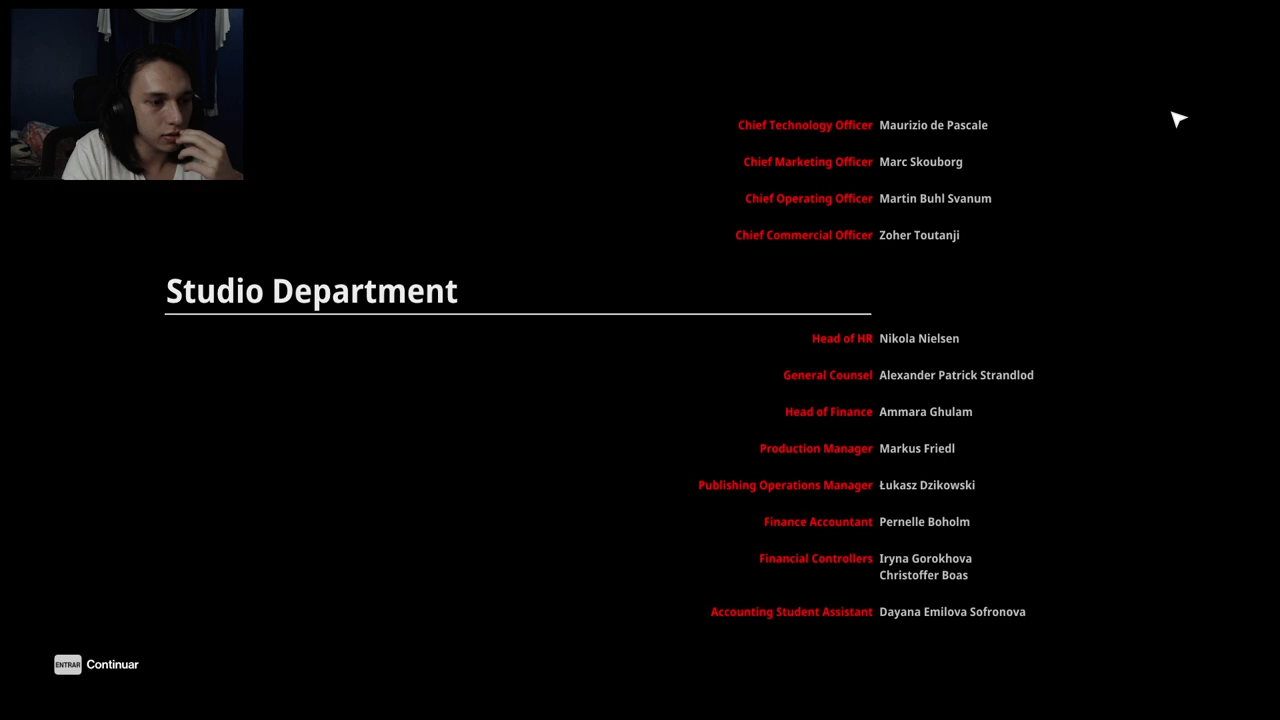 Chief Technology Officer Maurizio de Pascale
Chief Marketing Officer Marc Skouborg
Chief Operating Officer Martin Buhl Svanum
Chief Commercial Officer Zoher Toutanji
Studio Department
Head of HR Nikola Nielsen
General Counsel Alexander Patrick Strandlod
Head of Finance Ammara Ghulam
Production Manager Markus Friedl
Publishing Operations Manager Łukasz Dzikowski
Finance Accountant Pernelle Boholm
Financial Controllers Iryna Gorokhova
Christoffer Boas
Accounting Student Assistant Dayana Emilova Sofronova
ENTRAR Continuar